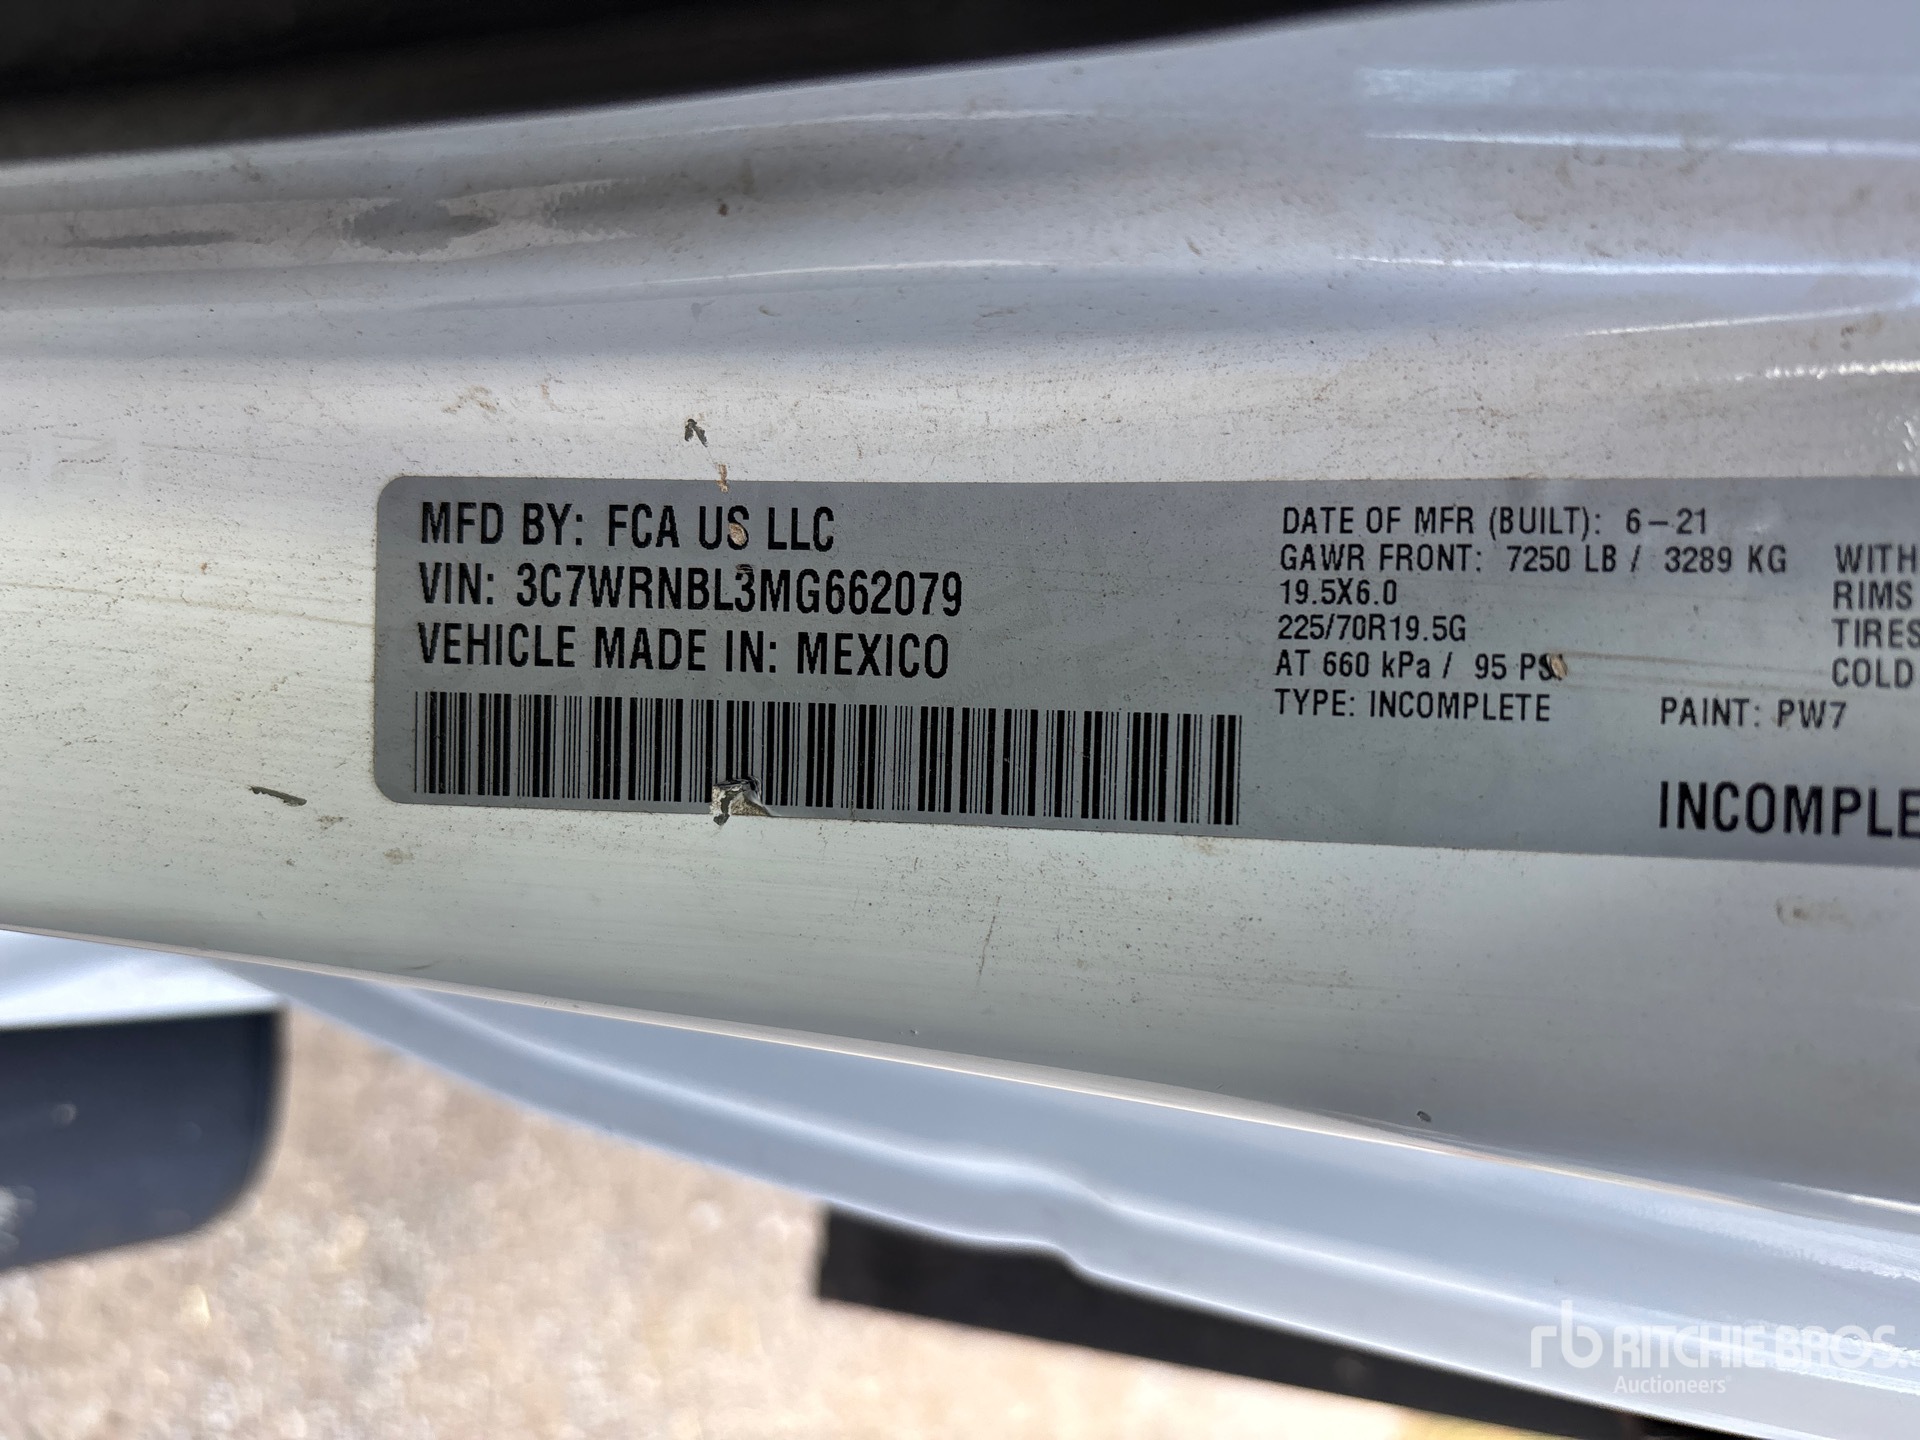 MFD BY: FCA US LLC
VIN: 3C7WRNBL3MG662079
VEHICLE MADE IN: MEXICO
DATE OF MFR (BUILT): 6-21
GAWR FRONT: 7250 LB / 3289 KG WITH
19.5X6.0 RIMS
225/70R19.5G TIRES
AT 660 kPa / 95 PSI COLD
TYPE: INCOMPLETE PAINT: PW7
INCOMPLE
rb RITCHIE BROS.
Auctioneers